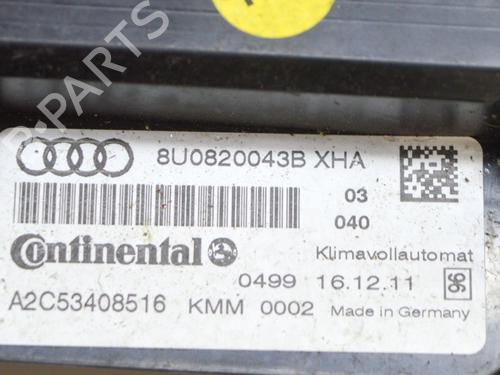 B-PARTS
8U0820043B XHA
03
040
Continental
Klimavollautomat
0499 16.12.11
A2C53408516 KMM 0002 Made in Germany